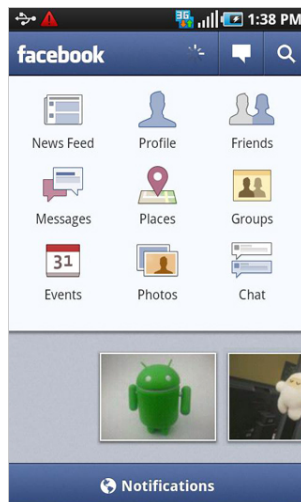 3G 1:38 PM
facebook
News Feed Profile Friends
Messages Places Groups
31
Events Photos Chat
Notifications